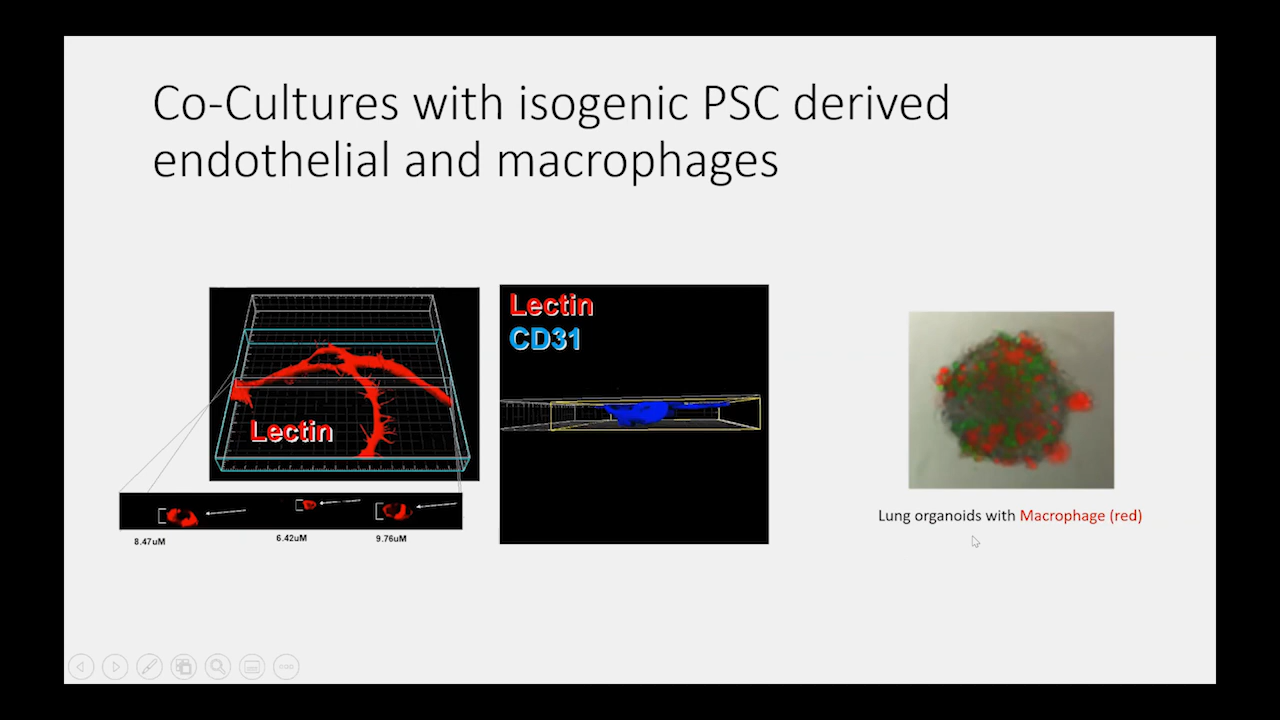 Co-Cultures with isogenic PSC derived
endothelial and macrophages
Lectin
8.47uM
6.42uM
9.76uM
Lectin
CD31
Lung organoids with Macrophage (red)